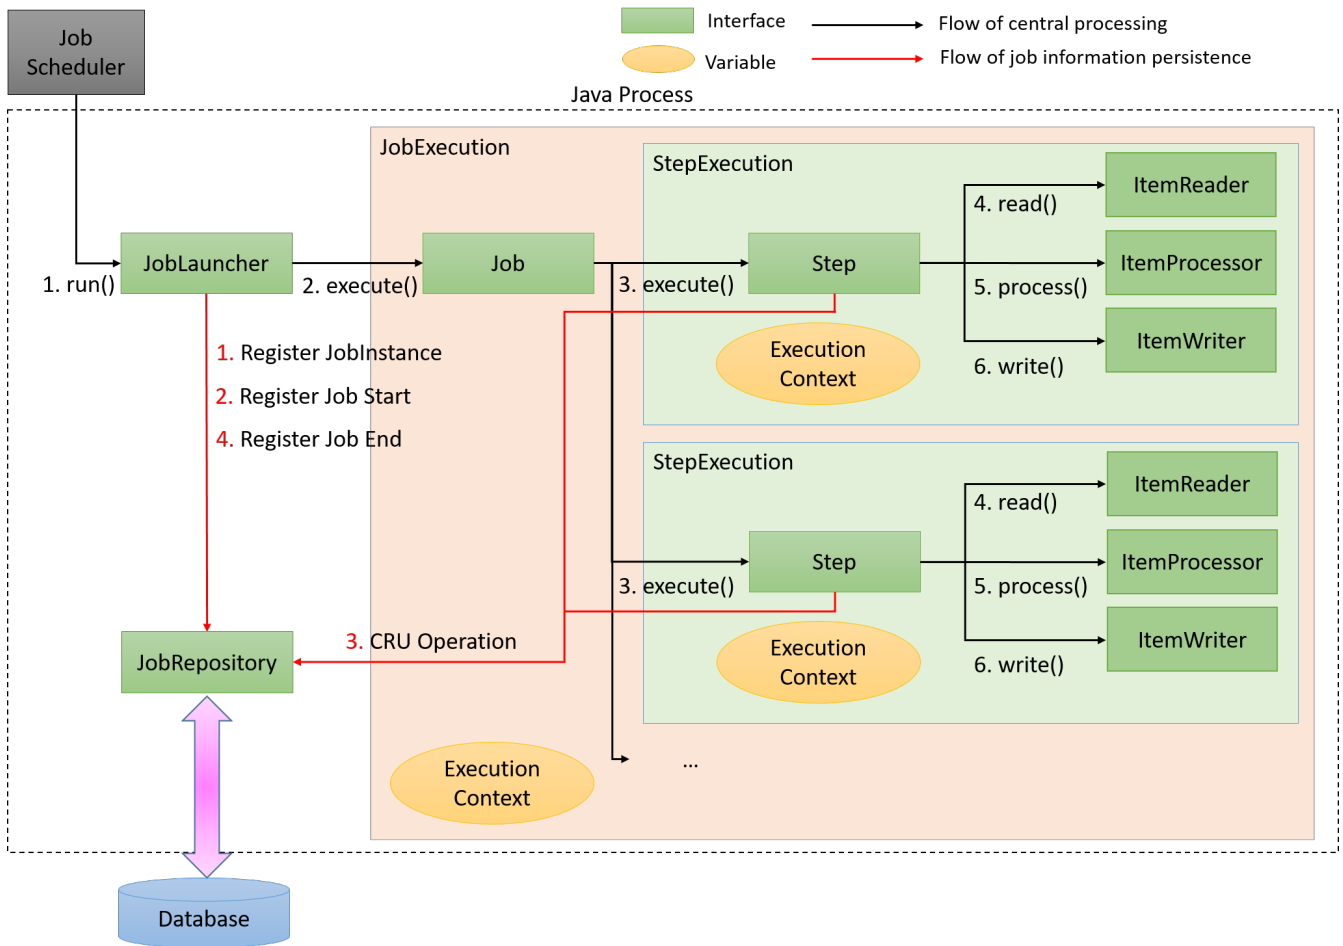 Job
Scheduler
Interface
Flow of central processing
Variable
Flow of job information persistence
Java Process
JobExecution
StepExecution
ItemReader
4. read()
JobLauncher
Job
Step
ItemProcessor
1. run()
2. execute()
3. execute()
5. process()
Execution
Context
ItemWriter
6. write()
1. Register JobInstance
2. Register Job Start
4. Register Job End
StepExecution
ItemReader
4. read()
Step
ItemProcessor
3. execute()
5. process()
Execution
Context
ItemWriter
6. write()
3. CRU Operation
JobRepository
Execution
Context
...
Database